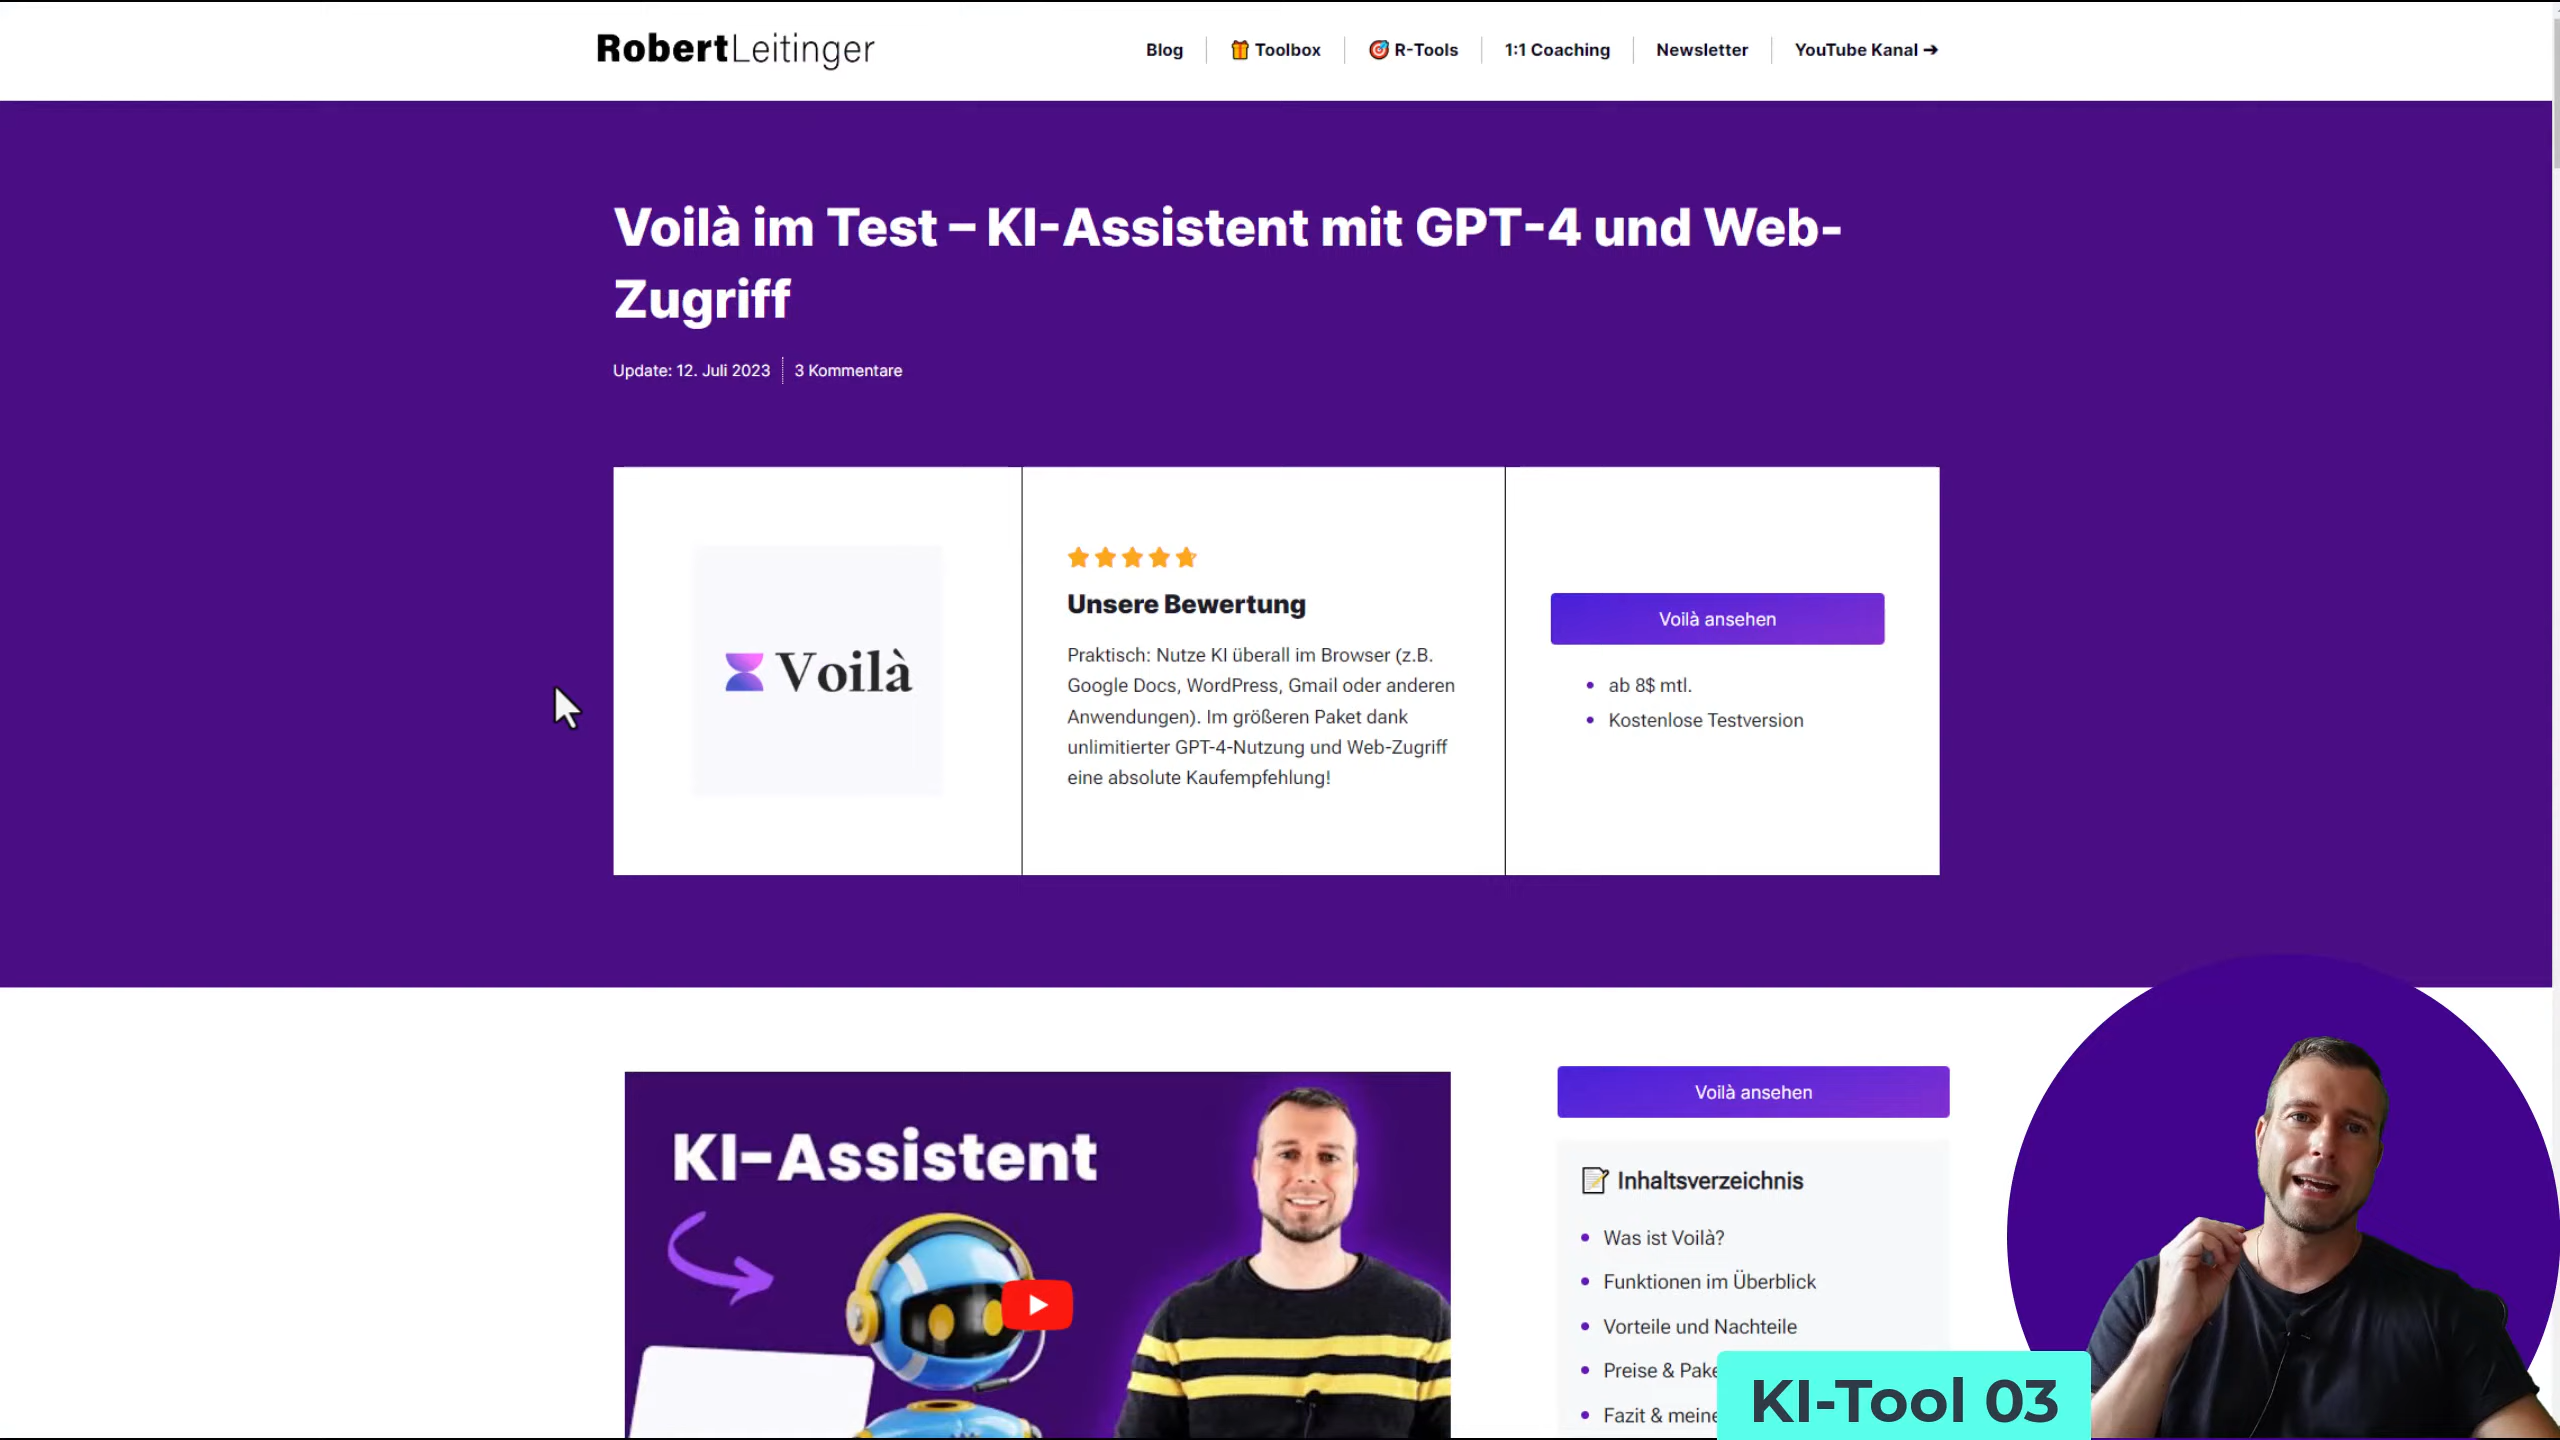 RobertLeitinger
Blog
Toolbox
R-Tools
1:1 Coaching
Newsletter
YouTube Kanal ➔
Voilà im Test – KI-Assistent mit GPT-4 und Web-
Zugriff
Update: 12. Juli 2023
3 Kommentare
Voilà
Unsere Bewertung
Praktisch: Nutze KI überall im Browser (z.B.
Google Docs, WordPress, Gmail oder anderen
Anwendungen). Im größeren Paket dank
unlimitierter GPT-4-Nutzung und Web-Zugriff
eine absolute Kaufempfehlung!
Voilà ansehen
• ab 8$ mtl.
• Kostenlose Testversion
KI-Assistent
Voilà ansehen
Inhaltsverzeichnis
• Was ist Voilà?
• Funktionen im Überblick
• Vorteile und Nachteile
• Preise & Pake
• Fazit & meine
KI-Tool 03